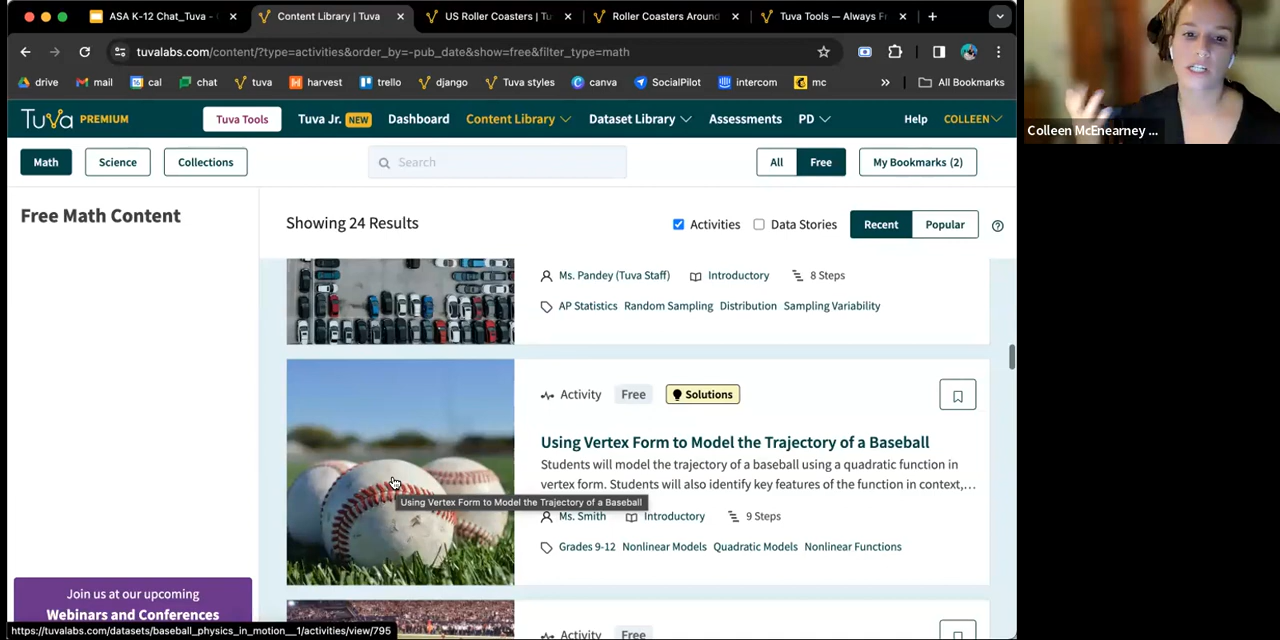 ASA K-12 Chat_Tuva -
Content Library | Tuva
US Roller Coasters | Tu
Roller Coasters Around
Tuva Tools — Always Fr
tuvalabs.com/content/?type=activities&order_by=-pub_date&show=free&filter_type=math
drive
mail
cal
chat
tuva
harvest
trello
django
Tuva styles
canva
SocialPilot
intercom
mc
All Bookmarks
Tuva PREMIUM
Tuva Tools
Tuva Jr. NEW
Dashboard
Content Library
Dataset Library
Assessments
PD
Help
COLLEEN
Colleen McEnearney ...
Math
Science
Collections
Search
All
Free
My Bookmarks (2)
Free Math Content
Showing 24 Results
Activities
Data Stories
Recent
Popular
Ms. Pandey (Tuva Staff) Introductory 8 Steps
AP Statistics Random Sampling Distribution Sampling Variability
Activity Free Solutions
Using Vertex Form to Model the Trajectory of a Baseball
Students will model the trajectory of a baseball using a quadratic function in
vertex form. Students will also identify key features of the function in context,...
Using Vertex Form to Model the Trajectory of a Baseball
Ms. Smith Introductory 9 Steps
Grades 9-12 Nonlinear Models Quadratic Models Nonlinear Functions
Join us at our upcoming
Webinars and Conferences
Activity Free
https://tuvalabs.com/datasets/baseball_physics_in_motion__1/activities/view/795